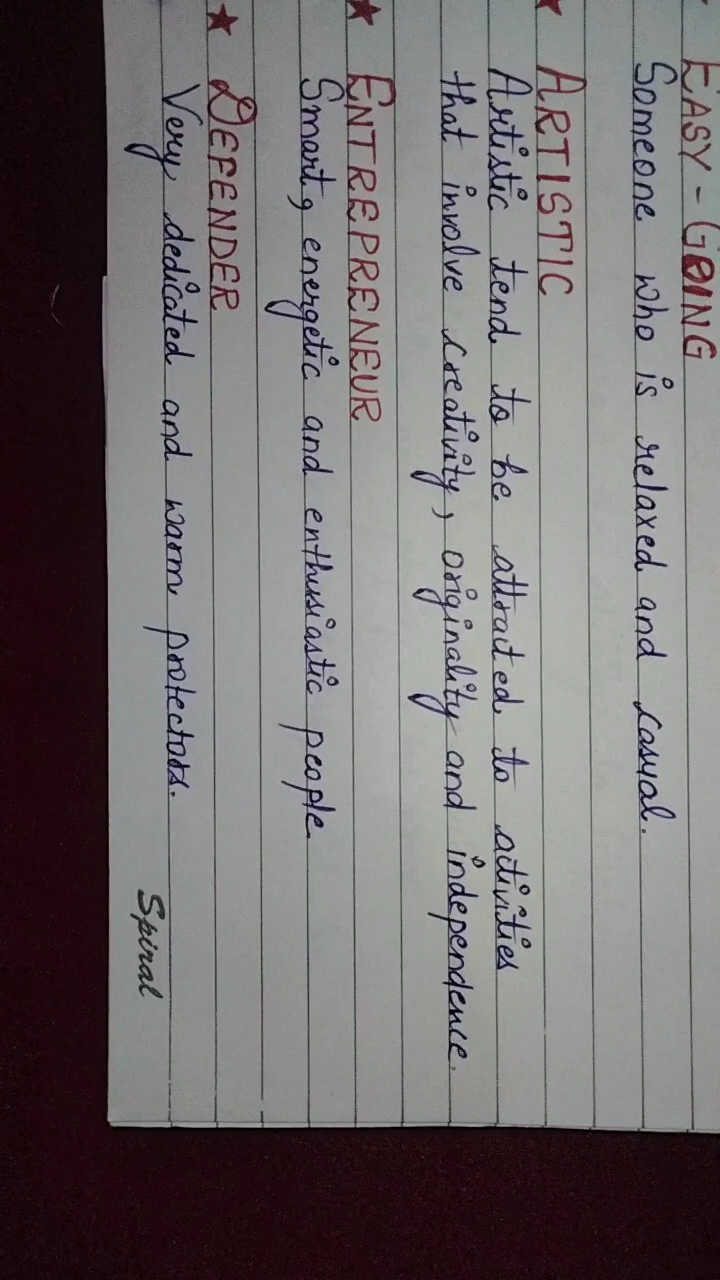 ★ EASY-GOING
Someone who is relaxed and casual.
★ ARTISTIC
Artistic tend to be attracted to activities
that involve creativity, originality and independence.
★ ENTREPRENEUR
Smart, energetic and enthusiastic people
★ DEFENDER
Very dedicated and warm protectors.
Spiral